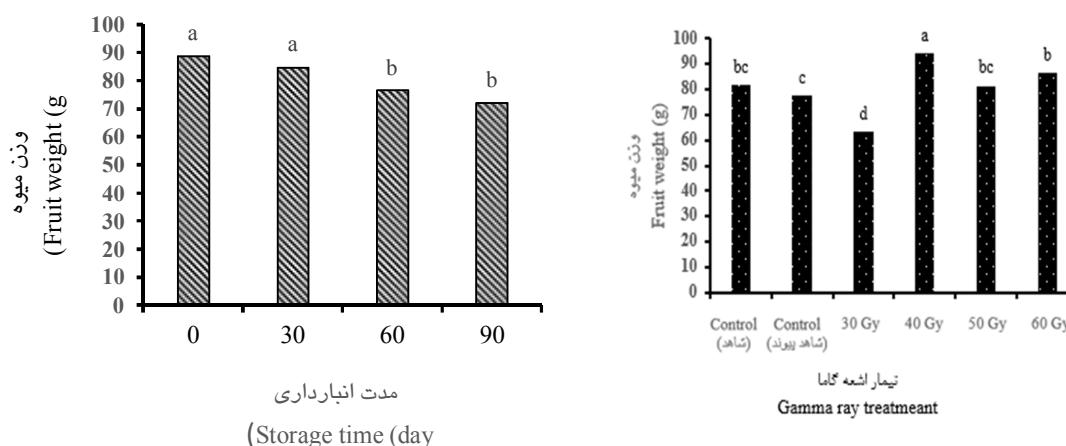 100
90
80
70
60
50
40
30
20
10
0
وزن میوه
(Fruit weight (g
a
a
b
b
0 30 60 90
مدت انبارداری
(Storage time (day
100
90
80
70
60
50
40
30
20
10
0
وزن میوه
Fruit weight (g)
bc
c
d
a
bc
b
Control Control 30 Gy 40 Gy 50 Gy 60 Gy
(شاهد) (شاهد پیوند)
تیمار اشعه گاما
Gamma ray treatmeant